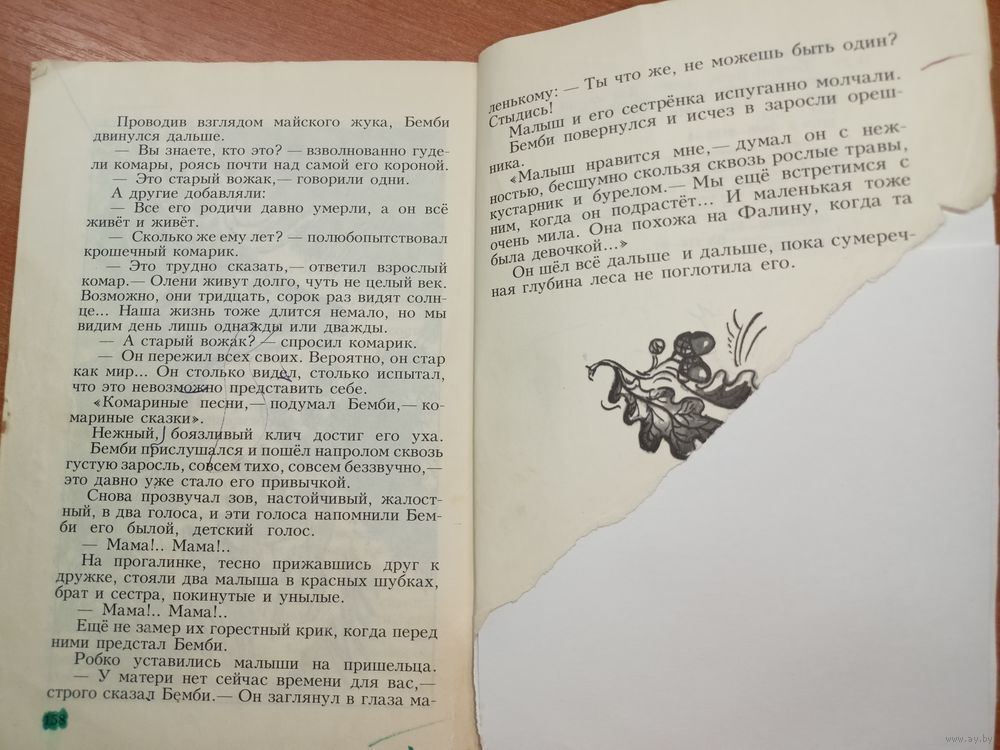 Проводив взглядом майского жука, Бемби
двинулся дальше.
— Вы знаете, кто это? — взволнованно гуде-
ли комары, роясь почти над самой его короной.
— Это старый вожак,— говорили одни.
А другие добавляли:
— Все его родичи давно умерли, а он всё
живёт и живёт.
— Сколько же ему лет? — полюбопытствовал
крошечный комарик.
— Это трудно сказать,— ответил взрослый
комар.— Олени живут долго, чуть не целый век.
Возможно, они тридцать, сорок раз видят солн-
це... Наша жизнь тоже длится немало, но мы
видим день лишь однажды или дважды.
— А старый вожак? — спросил комарик.
— Он пережил всех своих. Вероятно, он стар
как мир... Он столько видел, столько испытал,
что это невозможно представить себе.
«Комариные песни,— подумал Бемби,— ко-
мариные сказки».
Нежный, боязливый клич достиг его уха.
Бемби прислушался и пошёл напролом сквозь
густую заросль, совсем тихо, совсем беззвучно,—
это давно уже стало его привычкой.
Снова прозвучал зов, настойчивый, жалост-
ный, в два голоса, и эти голоса напомнили Бем-
би его былой, детский голос.
— Мама!.. Мама!..
На прогалинке, тесно прижавшись друг к
дружке, стояли два малыша в красных шубках,
брат и сестра, покинутые и унылые.
— Мама!.. Мама!..
Ещё не замер их горестный крик, когда перед
ними предстал Бемби.
Робко уставились малыши на пришельца.
— У матери нет сейчас времени для вас,—
строго сказал Бемби.— Он заглянул в глаза ма-
158
ленькому: — Ты что же, не можешь быть один?
Стыдись!
Малыш и его сестрёнка испуганно молчали.
Бемби повернулся и исчез в заросли ореш-
ника.
«Малыш нравится мне,— думал он с неж-
ностью, бесшумно скользя сквозь рослые травы,
кустарник и бурелом.— Мы ещё встретимся с
ним, когда он подрастёт... И маленькая тоже
очень мила. Она похожа на Фалину, когда та
была девочкой...»
Он шёл всё дальше и дальше, пока сумереч-
ная глубина леса не поглотила его.
www.ay.by